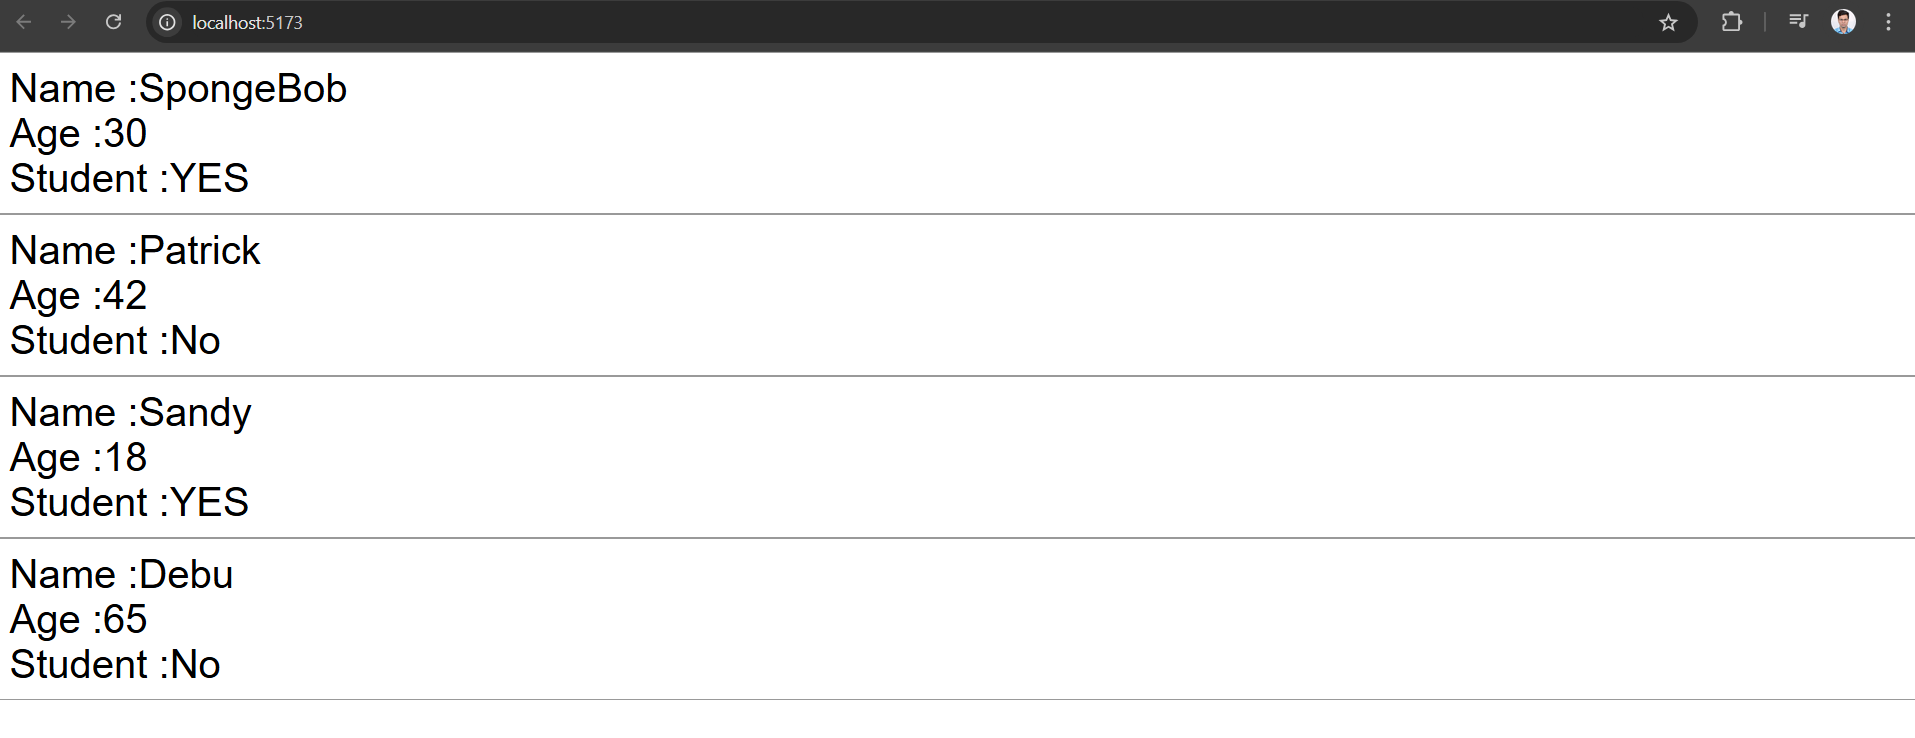 localhost:5173
Name :SpongeBob
Age :30
Student :YES
Name :Patrick
Age :42
Student :No
Name :Sandy
Age :18
Student :YES
Name :Debu
Age :65
Student :No